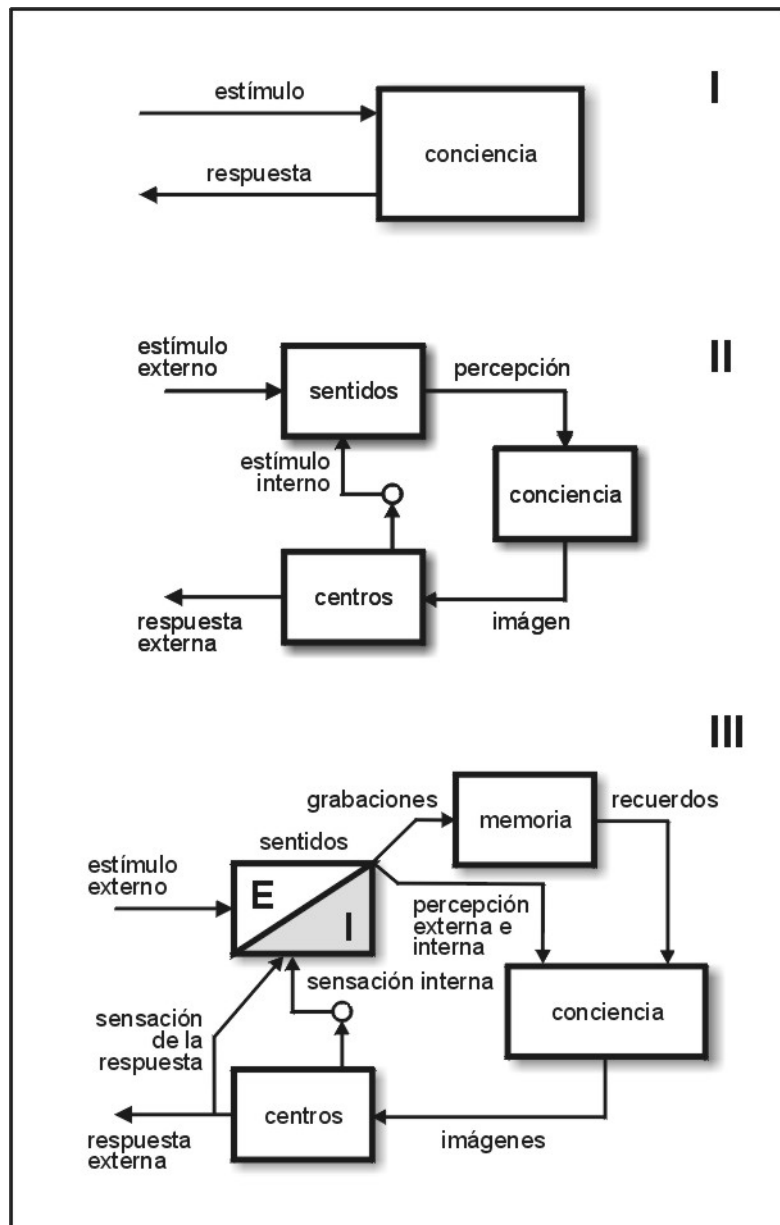 I
estímulo
conciencia
respuesta
II
estímulo
externo
sentidos
percepción
estímulo
interno
conciencia
centros
respuesta
externa
imágen
III
grabaciones
memoria
recuerdos
sentidos
estímulo
externo
E
I
percepción
externa e
interna
sensación interna
conciencia
sensación
de la
respuesta
centros
respuesta
externa
imágenes